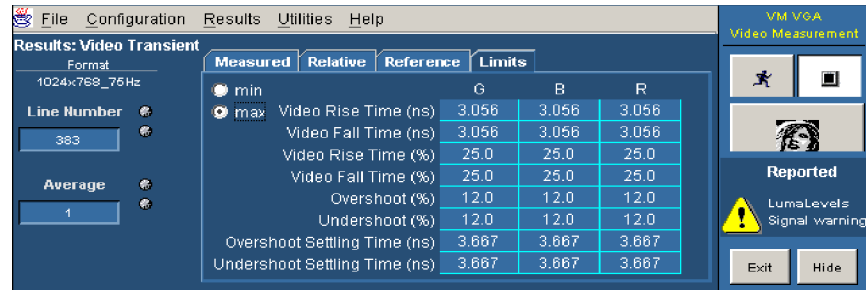 File Configuration Results Utilities Help
VM VGA
Video Measurement
Results: Video Transient
Format
1024x768_75Hz
Line Number
383
Average
1
Measured Relative Reference Limits
min
max
G B R
Video Rise Time (ns) 3.056 3.056 3.056
Video Fall Time (ns) 3.056 3.056 3.056
Video Rise Time (%) 25.0 25.0 25.0
Video Fall Time (%) 25.0 25.0 25.0
Overshoot (%) 12.0 12.0 12.0
Undershoot (%) 12.0 12.0 12.0
Overshoot Settling Time (ns) 3.667 3.667 3.667
Undershoot Settling Time (ns) 3.667 3.667 3.667
Reported
LumaLevels
Signal warning
Exit Hide